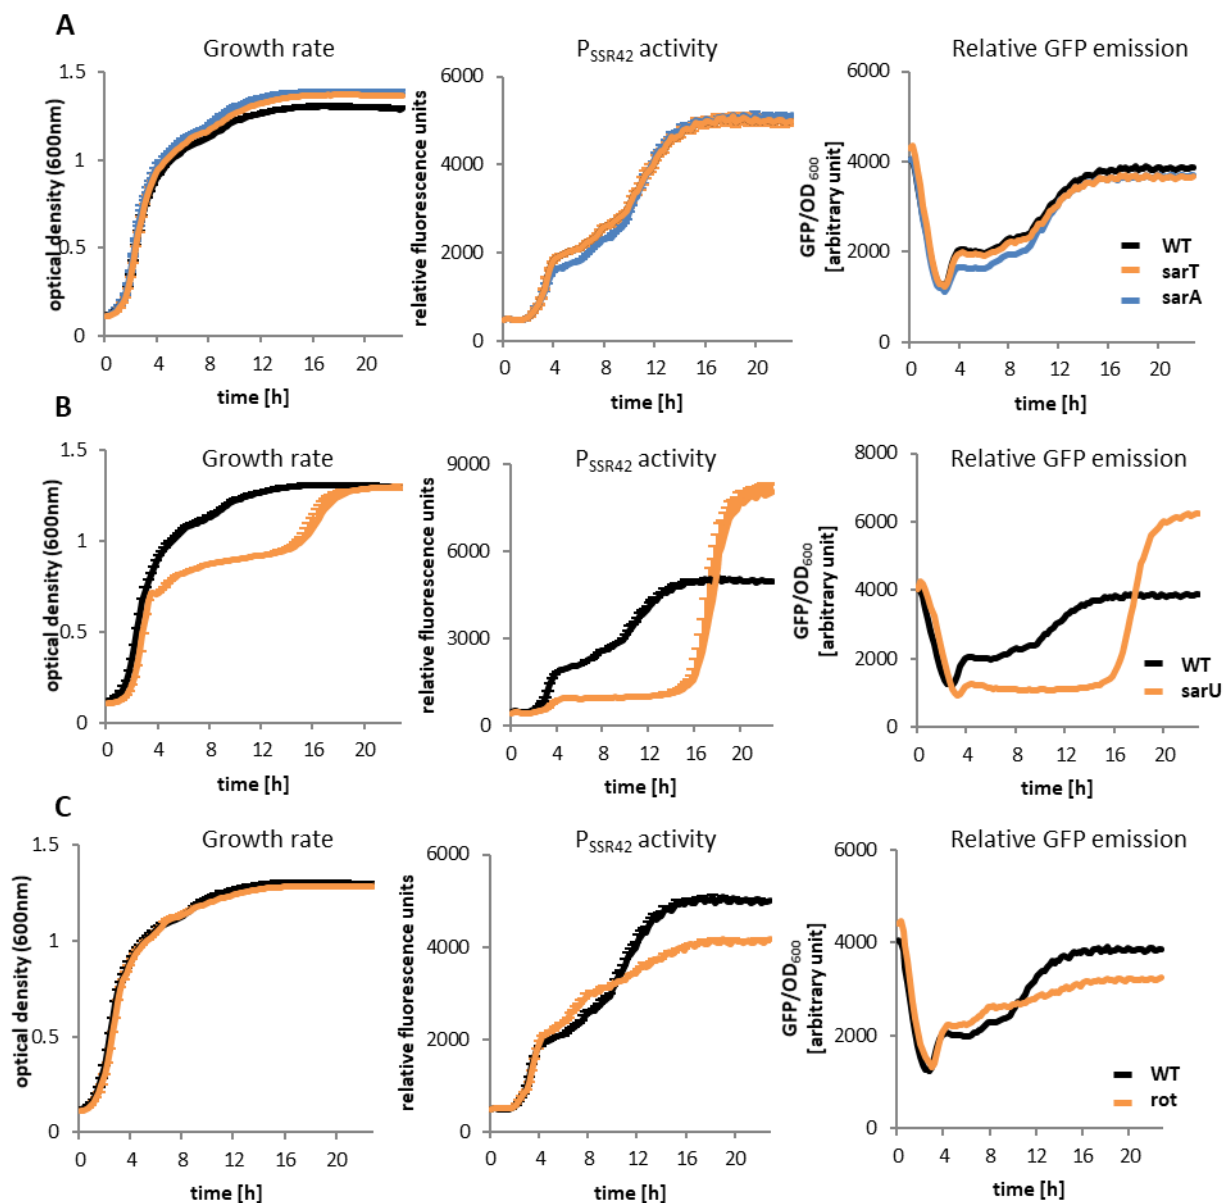 A
Growth rate
P_SSR42 activity
Relative GFP emission
optical density (600nm)
1.5
1
0.5
0
0 4 8 12 16 20
time [h]
relative fluorescence units
6000
4000
2000
0
0 4 8 12 16 20
time [h]
GFP/OD600
[arbitrary unit]
6000
4000
2000
0
0 4 8 12 16 20
time [h]
WT
sarT
sarA
B
Growth rate
PSSR42 activity
Relative GFP emission
optical density (600nm)
1.5
1
0.5
0
0 4 8 12 16 20
time [h]
relative fluorescence units
9000
6000
3000
0
0 4 8 12 16 20
time [h]
GFP/OD600
[arbitrary unit]
8000
6000
4000
2000
0
0 4 8 12 16 20
time [h]
WT
sarU
C
Growth rate
PSSR42 activity
Relative GFP emission
optical density (600nm)
1.5
1
0.5
0
0 4 8 12 16 20
time [h]
relative fluorescence units
6000
4000
2000
0
0 4 8 12 16 20
time [h]
GFP/OD600
[arbitrary unit]
6000
4000
2000
0
0 4 8 12 16 20
time [h]
WT
rot